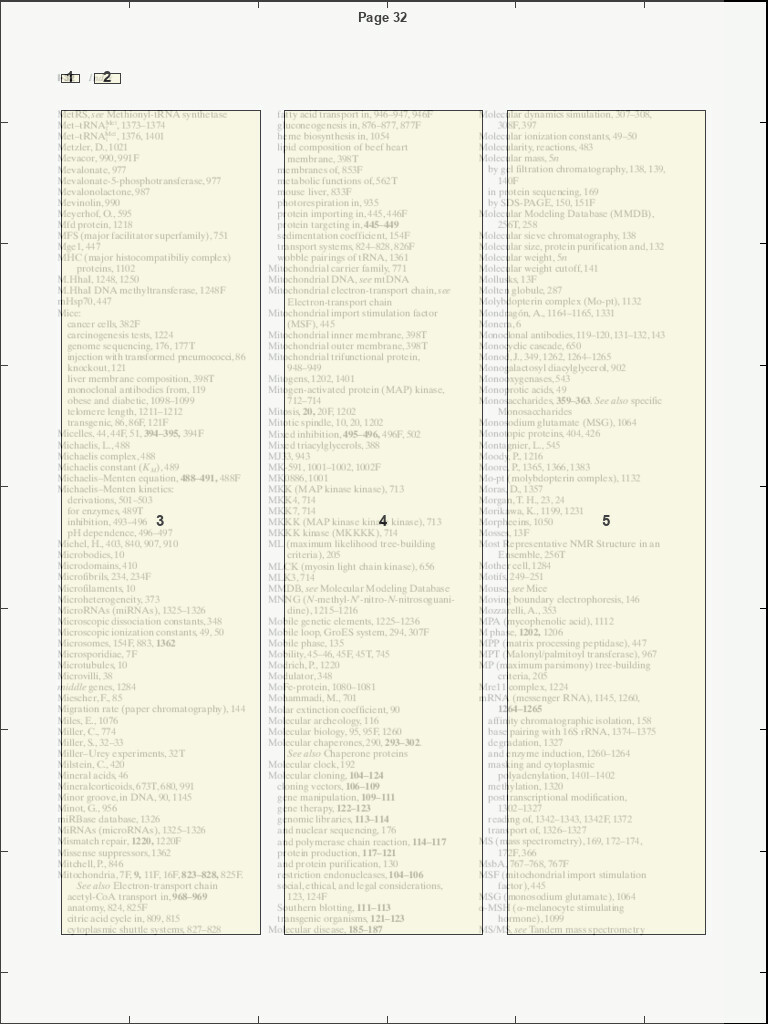 Page 32
1 2
MetRS, see Methionyl-tRNA synthetase
Met–tRNA, 1373–1374
Met–tRNA, 1376, 1401
Metzler, D., 1021
Mevacor, 990, 991F
Mevalonate, 977
Mevalonate-5-phosphotransferase, 977
Mevalonolactone, 987
Mevinolin, 990
Meyerhof, O., 595
Mfd protein, 1218
MFS (major facilitator superfamily), 751
Mge1, 447
MHC (major histocompatibiliy complex)
proteins, 1102
M.HhaI, 1248, 1250
M.HhaI DNA methyltransferase, 1248F
mHsp70, 447
Mice:
cancer cells, 382F
carcinogenesis tests, 1224
genome sequencing, 176, 177T
injection with transformed pneumococci, 86
knockout, 121
liver membrane composition, 398T
monoclonal antibodies from, 119
obese and diabetic, 1098–1099
telomere length, 1211–1212
transgenic, 86, 86F, 121F
Micelles, 44, 44F, 51, 394–395, 394F
Michaelis, L., 488
Michaelis complex, 488
Michaelis constant (KM), 489
Michaelis–Menten equation, 488–491, 488F
Michaelis–Menten kinetics:
derivations, 501–503
for enzymes, 489T
inhibition, 493–496 3
pH dependence, 496–497
Michel, H., 403, 840, 907, 910
Microbodies, 10
Microdomains, 410
Microfibrils, 234, 234F
Microfilaments, 10
Microheterogeneity, 373
MicroRNAs (miRNAs), 1325–1326
Microscopic dissociation constants, 348
Microscopic ionization constants, 49, 50
Microsomes, 154F, 883, 1362
Microsporidiae, 7F
Microtubules, 10
Microvilli, 38
middle genes, 1284
Miescher, F., 85
Migration rate (paper chromatography), 144
Miles, E., 1076
Miller, C., 774
Miller, S., 32–33
Miller–Urey experiments, 32T
Milstein, C., 420
Mineral acids, 46
Mineralcorticoids, 673T, 680, 991
Minor groove, in DNA, 90, 1145
Minot, G., 956
miRBase database, 1326
MiRNAs (microRNAs), 1325–1326
Mismatch repair, 1220, 1220F
Missense suppressors, 1362
Mitchell, P., 846
Mitochondria, 7F, 9, 11F, 16F, 823–828, 825F.
See also Electron-transport chain
acetyl-CoA transport in, 968–969
anatomy, 824, 825F
citric acid cycle in, 809, 815
cytoplasmic shuttle systems, 827–828
fatty acid transport in, 946–947, 946F
gluconeogenesis in, 876–877, 877F
heme biosynthesis in, 1054
lipid composition of beef heart
membrane, 398T
membranes of, 853F
metabolic functions of, 562T
mouse liver, 833F
photorespiration in, 935
protein importing in, 445, 446F
protein targeting in, 445–449
sedimentation coefficient, 154F
transport systems, 824–828, 826F
wobble pairings of tRNA, 1361
Mitochondrial carrier family, 771
Mitochondrial DNA, see mtDNA
Mitochondrial electron-transport chain, see
Electron-transport chain
Mitochondrial import stimulation factor
(MSF), 445
Mitochondrial inner membrane, 398T
Mitochondrial outer membrane, 398T
Mitochondrial trifunctional protein,
948–949
Mitogens, 1202, 1401
Mitogen-activated protein (MAP) kinase,
712–714
Mitosis, 20, 20F, 1202
Mitotic spindle, 10, 20, 1202
Mixed inhibition, 495–496, 496F, 502
Mixed triacylglycerols, 388
MJ33, 943
MK-591, 1001–1002, 1002F
MK0886, 1001
MKK (MAP kinase kinase), 713
MKK4, 714
MKK7, 714
MKKK (MAP kinase kinase kinase), 713 4
MKKK kinase (MKKKK), 714
ML (maximum likelihood tree-building
criteria), 205
MLCK (myosin light chain kinase), 656
MLK3, 714
MMDB, see Molecular Modeling Database
MNNG (N-methyl-N'-nitro-N-nitrosoguani-
dine), 1215–1216
Mobile genetic elements, 1225–1236
Mobile loop, GroES system, 294, 307F
Mobile phase, 135
Mobility, 45–46, 45F, 45T, 745
Modrich, P., 1220
Modulator, 348
MoFe-protein, 1080–1081
Mohammadi, M., 701
Molar extinction coefficient, 90
Molecular archeology, 116
Molecular biology, 95, 95F, 1260
Molecular chaperones, 290, 293–302.
See also Chaperone proteins
Molecular clock, 192
Molecular cloning, 104–124
cloning vectors, 106–109
gene manipulation, 109–111
gene therapy, 122–123
genomic libraries, 113–114
and nuclear sequencing, 176
and polymerase chain reaction, 114–117
protein production, 117–121
and protein purification, 130
restriction endonucleases, 104–106
social, ethical, and legal considerations,
123, 124F
Southern blotting, 111–113
transgenic organisms, 121–123
Molecular disease, 185–187
Molecular dynamics simulation, 307–308,
308F, 397
Molecular ionization constants, 49–50
Molecularity, reactions, 483
Molecular mass, 5n
by gel filtration chromatography, 138, 139,
140F
in protein sequencing, 169
by SDS-PAGE, 150, 151F
Molecular Modeling Database (MMDB),
256T, 258
Molecular sieve chromatography, 138
Molecular size, protein purification and, 132
Molecular weight, 5n
Molecular weight cutoff, 141
Mollusks, 13F
Molten globule, 287
Molybdopterin complex (Mo-pt), 1132
Mondragón, A., 1164–1165, 1331
Monera, 6
Monoclonal antibodies, 119–120, 131–132, 143
Monocyclic cascade, 650
Monod, J., 349, 1262, 1264–1265
Monogalactosyl diacylglycerol, 902
Monooxygenases, 543
Monoprotic acids, 49
Monosaccharides, 359–363. See also specific
Monosaccharides
Monosodium glutamate (MSG), 1064
Monotopic proteins, 404, 426
Montagnier, L., 545
Moody, P., 1216
Moore, P., 1365, 1366, 1383
Mo-pt (molybdopterin complex), 1132
Moras, D., 1357
Morgan, T. H., 23, 24
Morikawa, K., 1199, 1231
Morpheeins, 1050 5
Mosses, 13F
Most Representative NMR Structure in an
Ensemble, 256T
Mother cell, 1284
Motifs, 249–251
Mouse, see Mice
Moving boundary electrophoresis, 146
Mozzarelli, A., 353
MPA (mycophenolic acid), 1112
M phase, 1202, 1206
MPP (matrix processing peptidase), 447
MPT (Malonyl/palmitoyl transferase), 967
MP (maximum parsimony) tree-building
criteria, 205
Mre11 complex, 1224
mRNA (messenger RNA), 1145, 1260,
1264–1265
affinity chromatographic isolation, 158
base pairing with 16S rRNA, 1374–1375
degradation, 1327
and enzyme induction, 1260–1264
masking and cytoplasmic
polyadenylation, 1401–1402
methylation, 1320
posttranscriptional modification,
1302–1327
reading of, 1342–1343, 1342F, 1372
transport of, 1326–1327
MS (mass spectrometry), 169, 172–174,
172F, 366
MsbA, 767–768, 767F
MSF (mitochondrial import stimulation
factor), 445
MSG (monosodium glutamate), 1064
α-MSH (α-melanocyte stimulating
hormone), 1099
MS/MS, see Tandem mass spectrometry